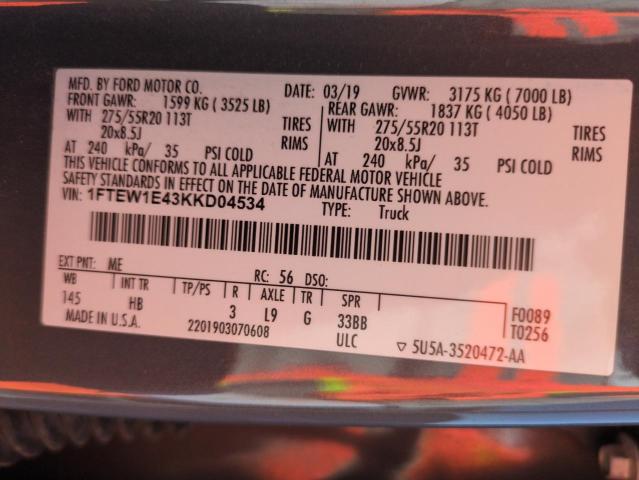 MFD. BY FORD MOTOR CO. DATE: 03/19 GVWR: 3175 KG ( 7000 LB)
FRONT GAWR: 1599 KG ( 3525 LB) REAR GAWR: 1837 KG ( 4050 LB)
WITH 275/55R20 113T TIRES WITH 275/55R20 113T TIRES
20x8.5J RIMS 20x8.5J RIMS
AT 240 kPa/ 35 PSI COLD AT 240 kPa/ 35 PSI COLD
THIS VEHICLE CONFORMS TO ALL APPLICABLE FEDERAL MOTOR VEHICLE
SAFETY STANDARDS IN EFFECT ON THE DATE OF MANUFACTURE SHOWN ABOVE.
VIN: 1FTEW1E43KKD04534 TYPE: Truck
EXT PNT: ME RC: 56 DSO:
WB INT TR TP/PS R AXLE TR SPR
145 HB 3 L9 G 33BB F0089
MADE IN U.S.A. 2201903070608 ULC T0256
▽ 5U5A-3520472-AA